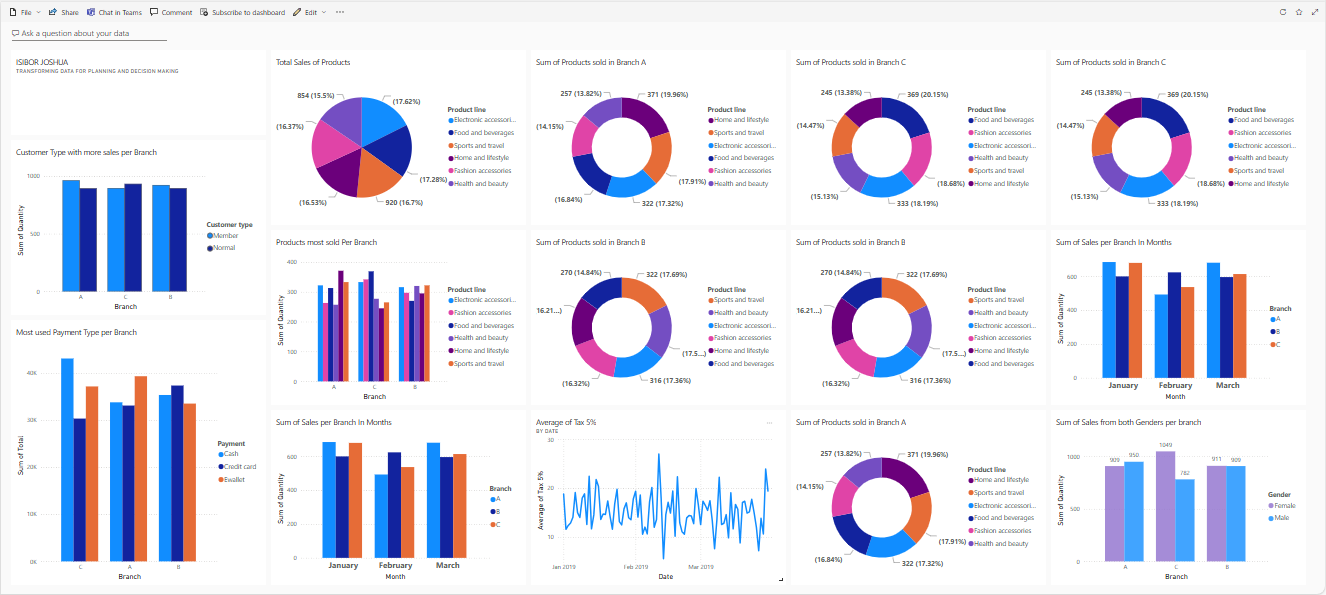 File Share Chat in Teams Comment Subscribe to dashboard Edit ...
Ask a question about your data
ISIBOR JOSHUA
TRANSFORMING DATA FOR PLANNING AND DECISION MAKING
Customer Type with more sales per Branch
Sum of Quantity
1000
500
0
A C B
Branch
Customer type
Member
Normal
Most used Payment Type per Branch
Sum of Total
40K
30K
20K
10K
0K
C A B
Branch
Payment
Cash
Credit card
Ewallet
Total Sales of Products
854 (15.5%)
(17.62%)
(16.37%)
(17.28%)
(16.53%)
920 (16.7%)
Product line
Electronic accessori...
Food and beverages
Sports and travel
Home and lifestyle
Fashion accessories
Health and beauty
Products most sold Per Branch
Sum of Quantity
400
300
200
100
0
A C B
Branch
Product line
Electronic accessori...
Fashion accessories
Food and beverages
Health and beauty
Home and lifestyle
Sports and travel
Sum of Sales per Branch In Months
Sum of Quantity
600
400
200
0
January February March
Month
Branch
A
B
C
Sum of Products sold in Branch A
257 (13.82%)
371 (19.96%)
(14.15%)
(17.91%)
(16.84%)
322 (17.32%)
Product line
Home and lifestyle
Sports and travel
Electronic accessori...
Food and beverages
Fashion accessories
Health and beauty
Sum of Products sold in Branch B
270 (14.84%)
322 (17.69%)
16.21...)
(17.5...)
(16.32%)
316 (17.36%)
Product line
Sports and travel
Health and beauty
Electronic accessori...
Fashion accessories
Home and lifestyle
Food and beverages
Average of Tax 5%
...
BY DATE
Average of Tax 5%
30
20
10
Jan 2019 Feb 2019 Mar 2019
Date
Sum of Products sold in Branch C
245 (13.38%)
369 (20.15%)
(14.47%)
(18.68%)
(15.13%)
333 (18.19%)
Product line
Food and beverages
Fashion accessories
Electronic accessori...
Health and beauty
Sports and travel
Home and lifestyle
Sum of Products sold in Branch B
270 (14.84%)
322 (17.69%)
16.21...)
(17.5...)
(16.32%)
316 (17.36%)
Product line
Sports and travel
Health and beauty
Electronic accessori...
Fashion accessories
Home and lifestyle
Food and beverages
Sum of Products sold in Branch A
257 (13.82%)
371 (19.96%)
(14.15%)
(17.91%)
(16.84%)
322 (17.32%)
Product line
Home and lifestyle
Sports and travel
Electronic accessori...
Food and beverages
Fashion accessories
Health and beauty
Sum of Products sold in Branch C
245 (13.38%)
369 (20.15%)
(14.47%)
(18.68%)
(15.13%)
333 (18.19%)
Product line
Food and beverages
Fashion accessories
Electronic accessori...
Health and beauty
Sports and travel
Home and lifestyle
Sum of Sales per Branch In Months
Sum of Quantity
600
400
200
0
January February March
Month
Branch
A
B
C
Sum of Sales from both Genders per branch
Sum of Quantity
1000
500
0
909 950 1049 782 911 909
A C B
Branch
Gender
Female
Male